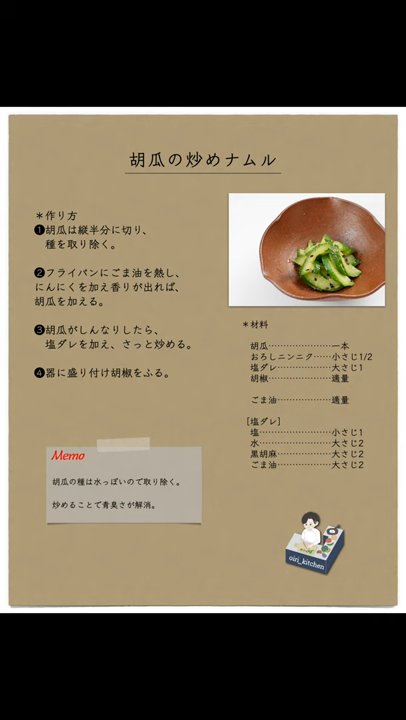 胡瓜の炒めナムル
＊作り方
❶胡瓜は縦半分に切り、
種を取り除く。
❷フライパンにごま油を熱し、
にんにくを加え香りが出れば、
胡瓜を加える。
❸胡瓜がしんなりしたら、
塩ダレを加え、さっと炒める。
❹器に盛り付け胡椒をふる。
＊材料
胡瓜……………………一本
おろしニンニク……小さじ1/2
塩ダレ…………………大さじ1
胡椒……………………適量
ごま油…………………適量
[塩ダレ]
塩………………………小さじ1
水………………………大さじ2
黒胡麻…………………大さじ2
ごま油…………………大さじ2
Memo
胡瓜の種は水っぽいので取り除く。
炒めることで青臭さが解消。
oiri_kitchen